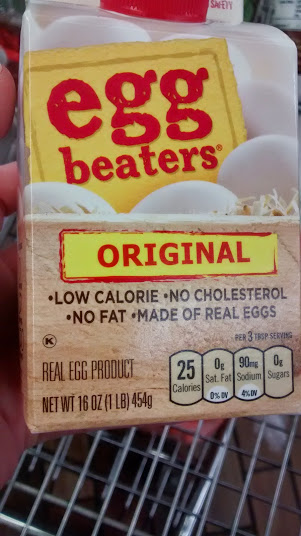 SAFETY
egg
beaters®
ORIGINAL
•LOW CALORIE •NO CHOLESTEROL
•NO FAT •MADE OF REAL EGGS
K
PER 3 TBSP SERVING
REAL EGG PRODUCT
NET WT 16 OZ (1 LB) 454g
25
Calories
0g
Sat. Fat
0% DV
90mg
Sodium
4% DV
0g
Sugars